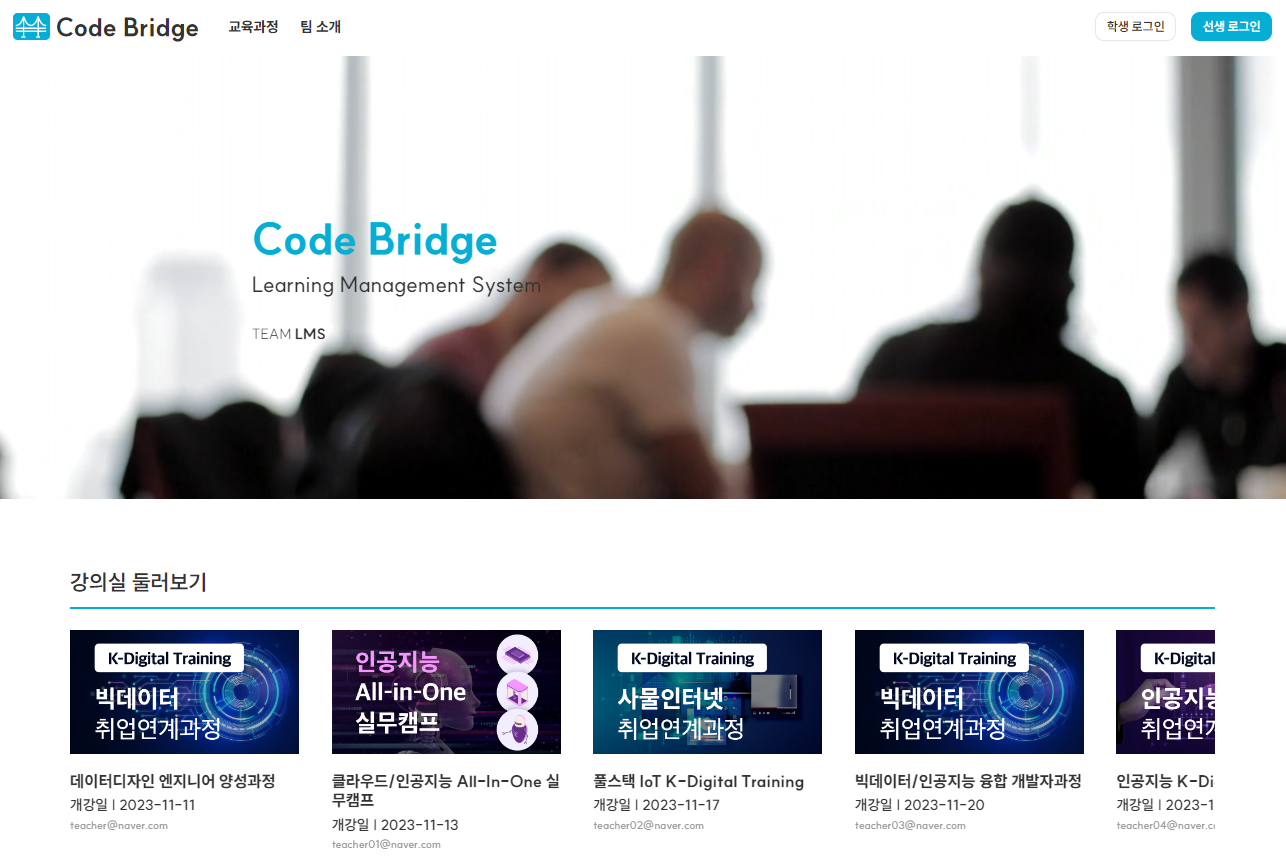 Code Bridge
교육과정
팀 소개
학생 로그인
선생 로그인
Code Bridge
Learning Management System
TEAM LMS
강의실 둘러보기
K-Digital Training
빅데이터
취업연계과정
데이터디자인 엔지니어 양성과정
개강일 | 2023-11-11
teacher@naver.com
인공지능
All-in-One
실무캠프
클라우드/인공지능 All-In-One 실
무캠프
개강일 | 2023-11-13
teacher01@naver.com
K-Digital Training
사물인터넷
취업연계과정
풀스택 IoT K-Digital Training
개강일 | 2023-11-17
teacher02@naver.com
K-Digital Training
빅데이터
취업연계과정
빅데이터/인공지능 융합 개발자과정
개강일 | 2023-11-20
teacher03@naver.com
K-Digital
인공지능
취업연계
인공지능 K-Di
개강일 | 2023-1
teacher04@naver.c